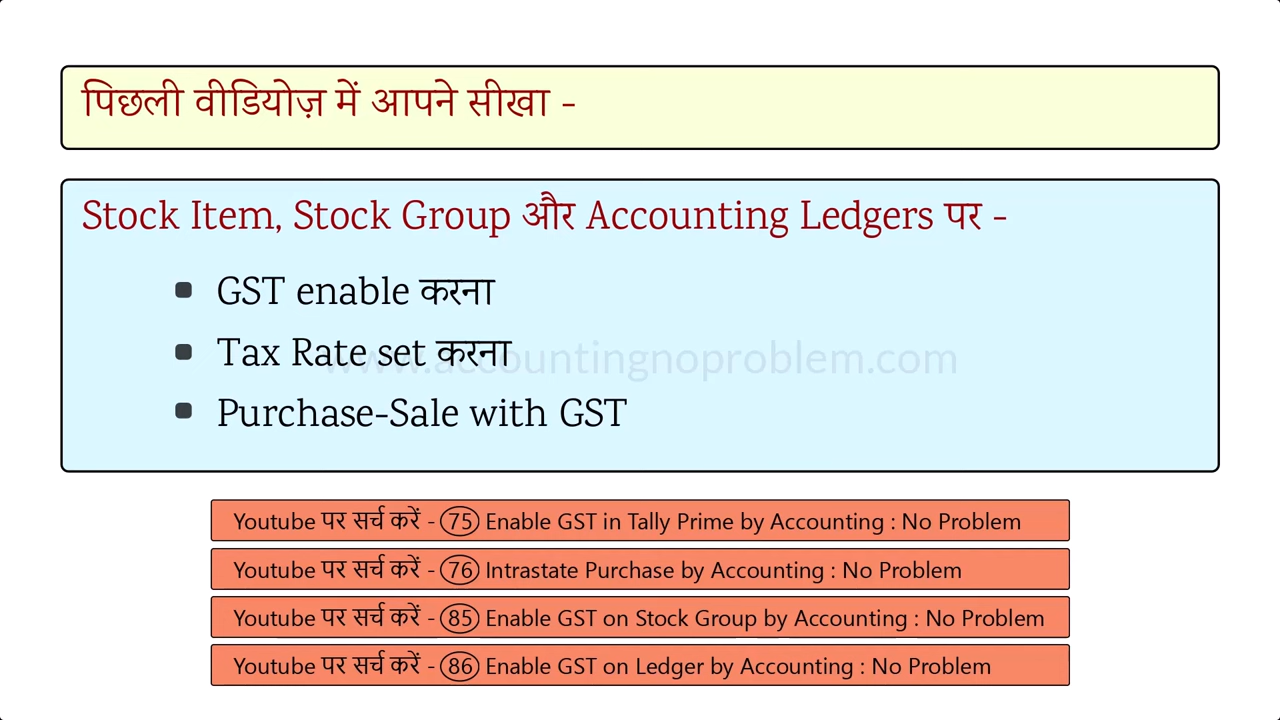 पिछली वीडियोज़ में आपने सीखा -
Stock Item, Stock Group और Accounting Ledgers पर -
GST enable करना
Tax Rate set करना
www.accountingnoproblem.com
Purchase-Sale with GST
Youtube पर सर्च करें - 75 Enable GST in Tally Prime by Accounting : No Problem
Youtube पर सर्च करें - 76 Intrastate Purchase by Accounting : No Problem
Youtube पर सर्च करें - 85 Enable GST on Stock Group by Accounting : No Problem
Youtube पर सर्च करें - 86 Enable GST on Ledger by Accounting : No Problem